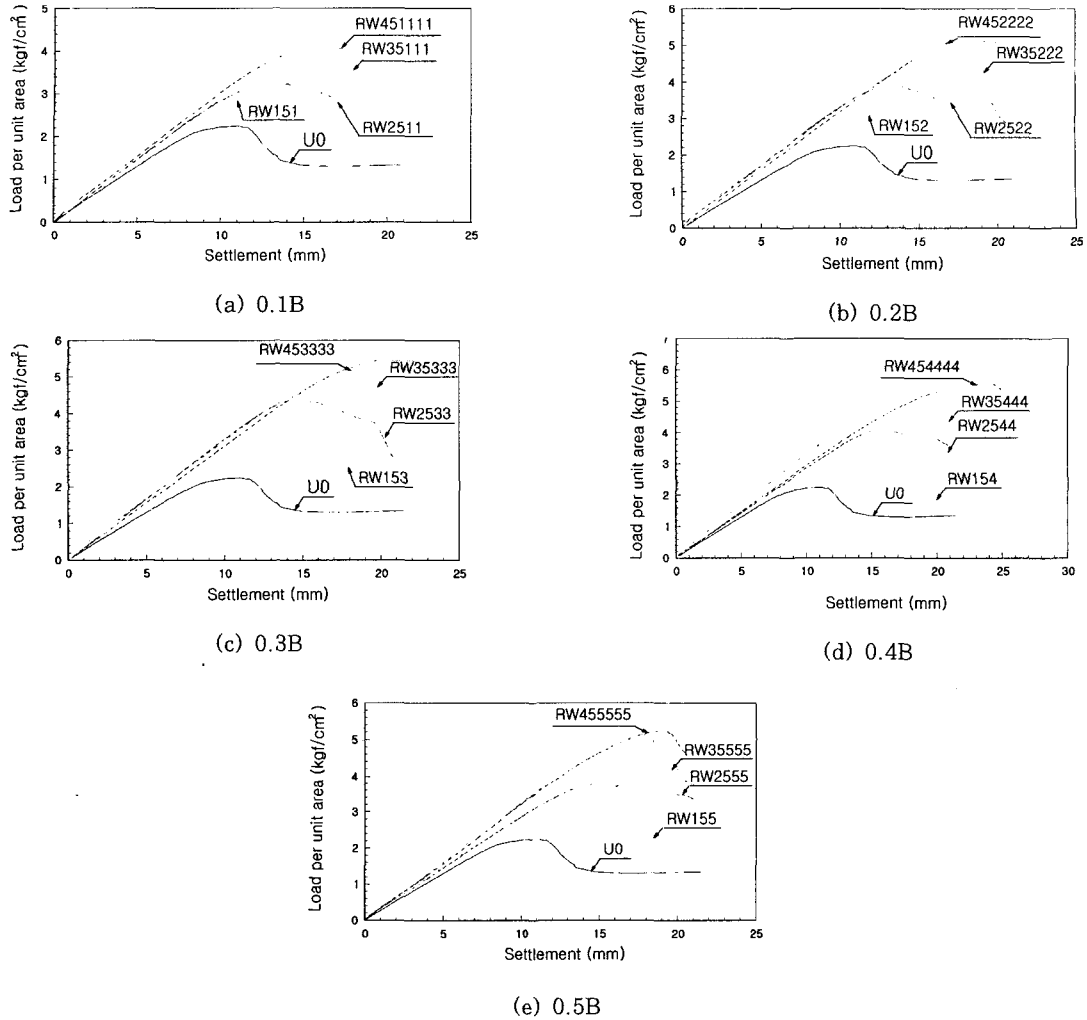 Load per unit area (kgf/cm²)
5
4
3
2
1
0
RW451111
RW35111
RW151
RW2511
U0
0 5 10 15 20 25
Settlement (mm)
(a) 0.1B
Load per unit area (kgf/cm²)
6
5
4
3
2
1
0
RW452222
RW35222
RW152
RW2522
U0
0 5 10 15 20 25
Settlement (mm)
(b) 0.2B
Load per unit area (kgf/cm²)
6
5
4
3
2
1
0
RW453333
RW35333
RW2533
RW153
U0
0 5 10 15 20 25
Settlement (mm)
(c) 0.3B
Load per unit area (kgf/cm²)
7
6
5
4
3
2
1
0
RW454444
RW35444
RW2544
RW154
U0
0 5 10 15 20 25 30
Settlement (mm)
(d) 0.4B
Load per unit area (kgf/cm²)
6
5
4
3
2
1
0
RW455555
RW35555
RW2555
RW155
U0
0 5 10 15 20 25
Settlement (mm)
(e) 0.5B